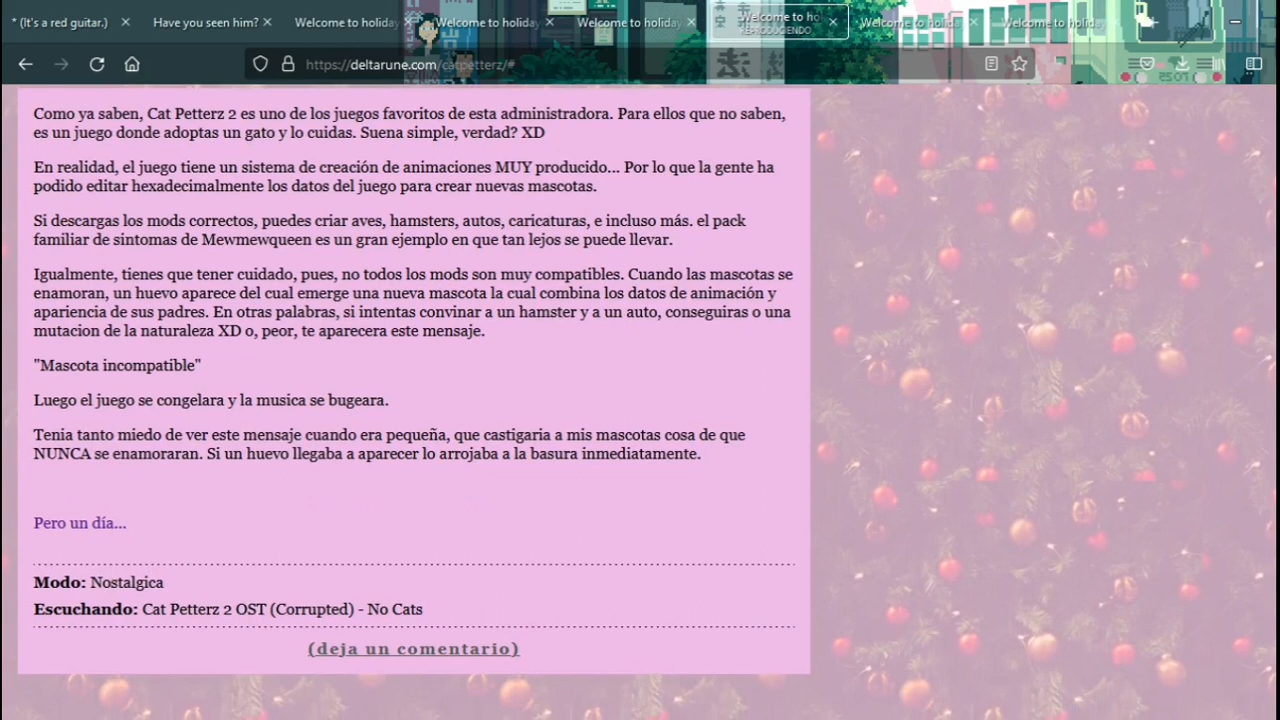 * (It's a red guitar.)
Have you seen him?
Welcome to holiday
Welcome to holiday
Welcome to holiday
Welcome to ho
REPRODUCIENDO
Welcome to holida
Welcome to holiday
https://deltarune.com/catpetterz/#
Como ya saben, Cat Petterz 2 es uno de los juegos favoritos de esta administradora. Para ellos que no saben,
es un juego donde adoptas un gato y lo cuidas. Suena simple, verdad? XD
En realidad, el juego tiene un sistema de creación de animaciones MUY producido... Por lo que la gente ha
podido editar hexadecimalmente los datos del juego para crear nuevas mascotas.
Si descargas los mods correctos, puedes criar aves, hamsters, autos, caricaturas, e incluso más. el pack
familiar de sintomas de Mewmewqueen es un gran ejemplo en que tan lejos se puede llevar.
Igualmente, tienes que tener cuidado, pues, no todos los mods son muy compatibles. Cuando las mascotas se
enamoran, un huevo aparece del cual emerge una nueva mascota la cual combina los datos de animación y
apariencia de sus padres. En otras palabras, si intentas convinar a un hamster y a un auto, conseguiras o una
mutacion de la naturaleza XD o, peor, te aparecera este mensaje.
"Mascota incompatible"
Luego el juego se congelara y la musica se bugeara.
Tenia tanto miedo de ver este mensaje cuando era pequeña, que castigaria a mis mascotas cosa de que
NUNCA se enamoraran. Si un huevo llegaba a aparecer lo arrojaba a la basura inmediatamente.
Pero un día...
Modo: Nostalgica
Escuchando: Cat Petterz 2 OST (Corrupted) - No Cats
(deja un comentario)